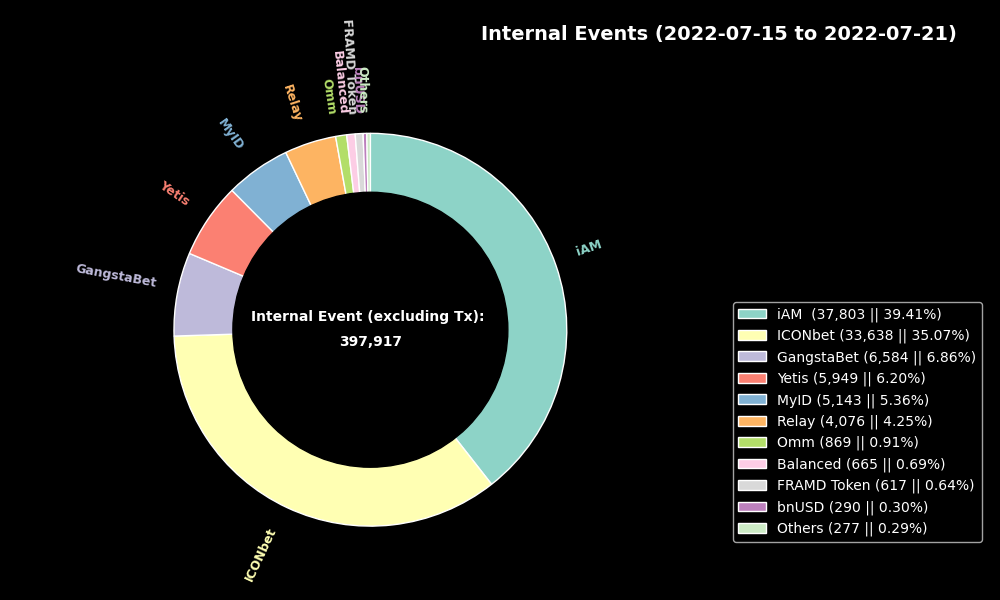 Internal Events (2022-07-15 to 2022-07-21)
FRAMD Token
Balanced
Others
Omm
Relay
MyID
Yetis
GangstaBet
iAM
ICONbet
Internal Event (excluding Tx):
397,917
iAM (37,803 || 39.41%)
ICONbet (33,638 || 35.07%)
GangstaBet (6,584 || 6.86%)
Yetis (5,949 || 6.20%)
MyID (5,143 || 5.36%)
Relay (4,076 || 4.25%)
Omm (869 || 0.91%)
Balanced (665 || 0.69%)
FRAMD Token (617 || 0.64%)
bnUSD (290 || 0.30%)
Others (277 || 0.29%)